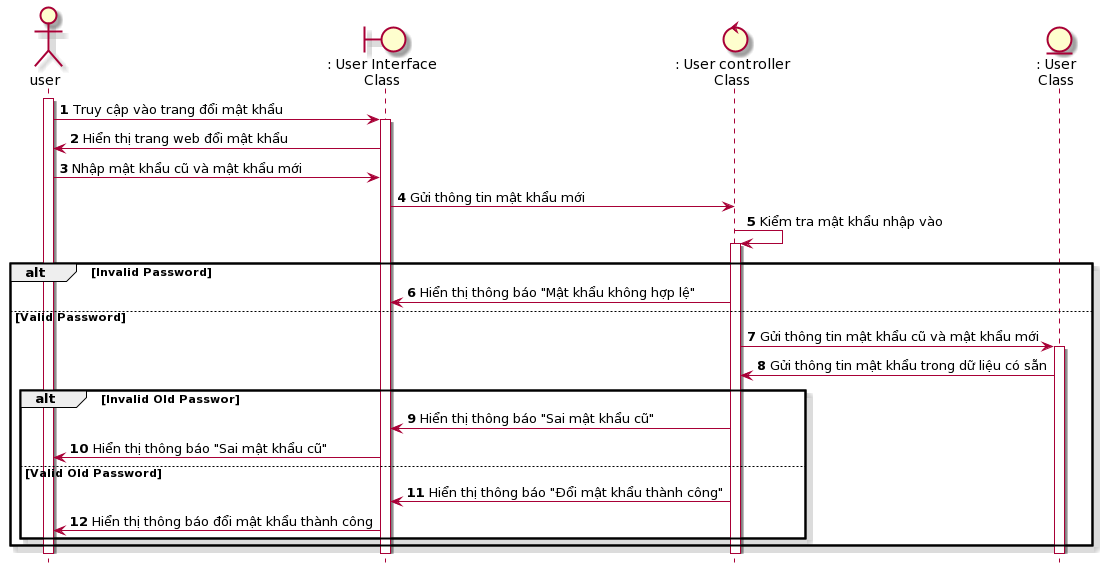 user
: User Interface
Class
: User controller
Class
: User
Class
1 Truy cập vào trang đổi mật khẩu
2 Hiển thị trang web đổi mật khẩu
3 Nhập mật khẩu cũ và mật khẩu mới
4 Gửi thông tin mật khẩu mới
5 Kiểm tra mật khẩu nhập vào
alt [Invalid Password]
6 Hiển thị thông báo "Mật khẩu không hợp lệ"
[Valid Password]
7 Gửi thông tin mật khẩu cũ và mật khẩu mới
8 Gửi thông tin mật khẩu trong dữ liệu có sẵn
alt [Invalid Old Passwor]
9 Hiển thị thông báo "Sai mật khẩu cũ"
10 Hiển thị thông báo "Sai mật khẩu cũ"
[Valid Old Password]
11 Hiển thị thông báo "Đổi mật khẩu thành công"
12 Hiển thị thông báo đổi mật khẩu thành công